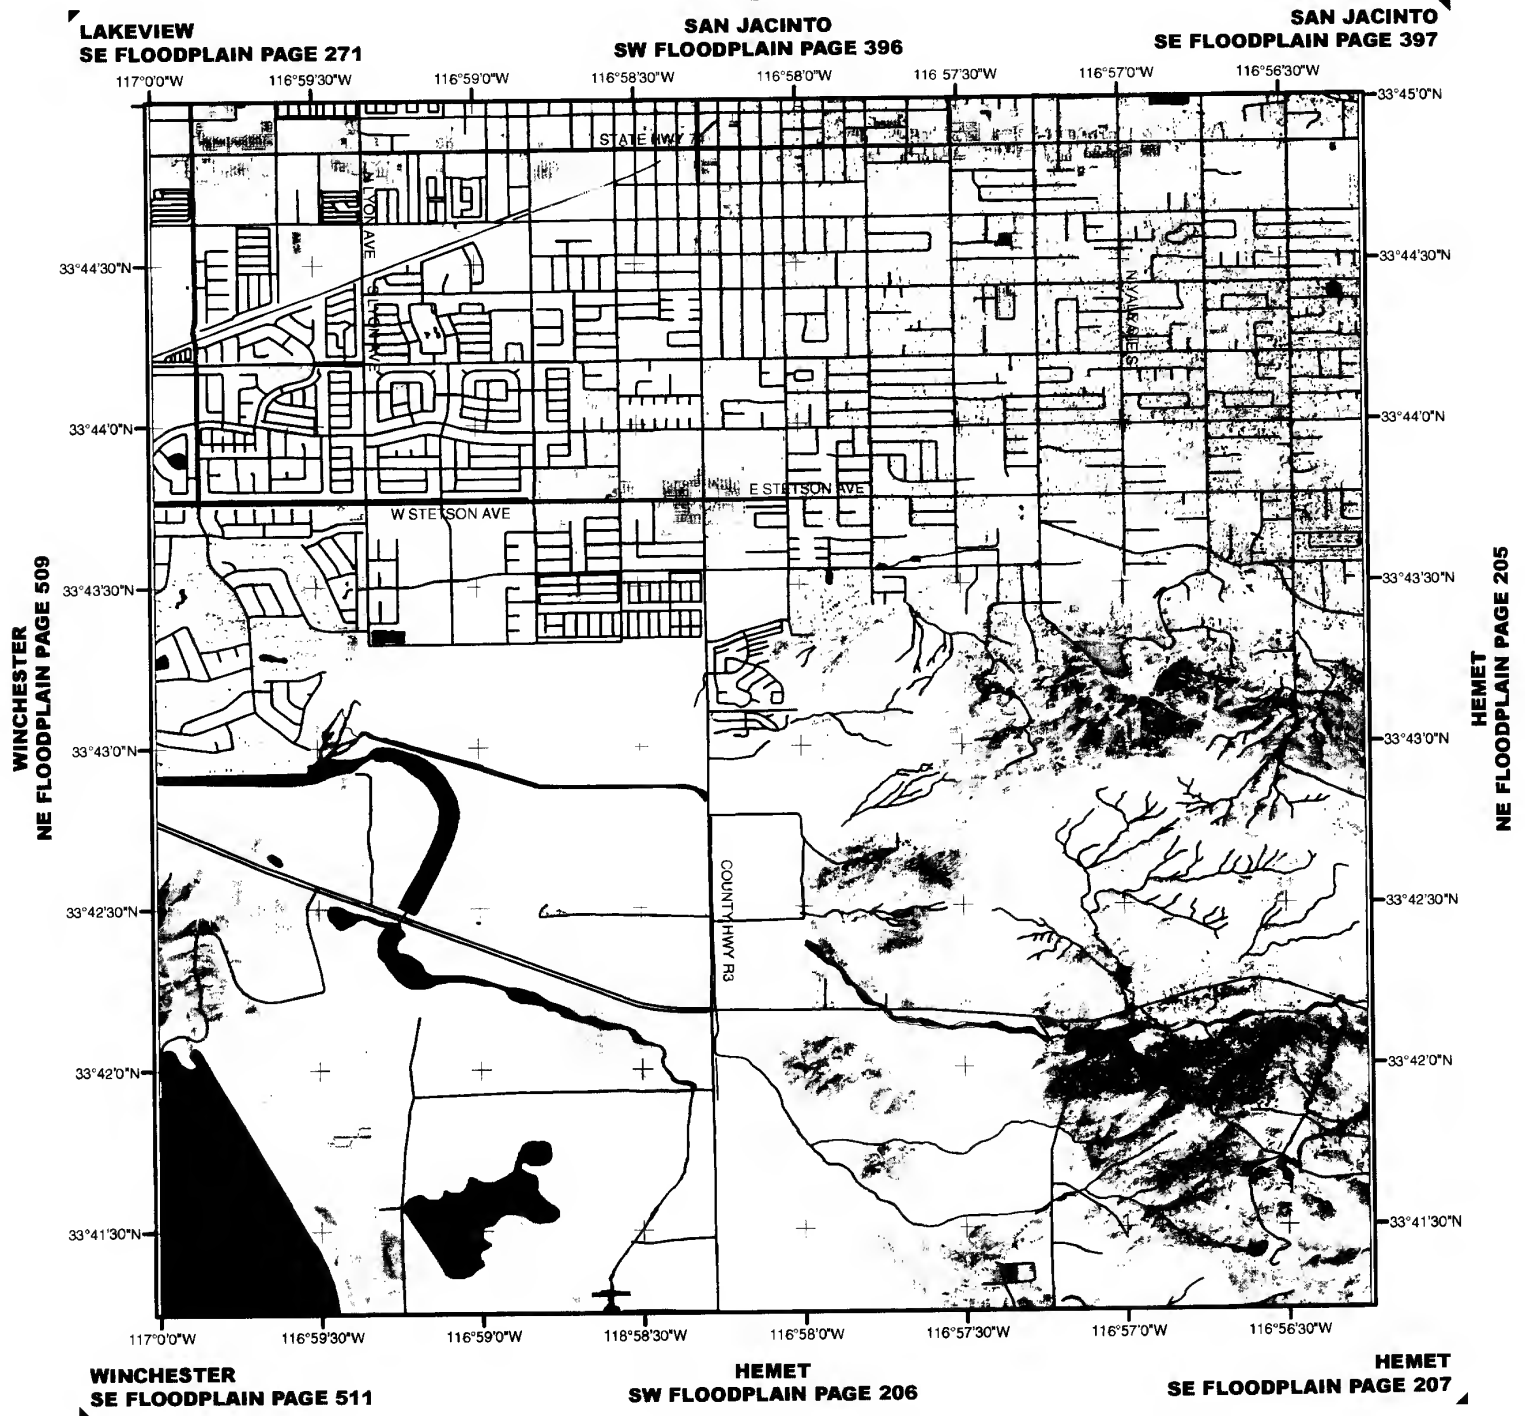 LAKEVIEW
SE FLOODPLAIN PAGE 271
SAN JACINTO
SW FLOODPLAIN PAGE 396
SAN JACINTO
SE FLOODPLAIN PAGE 397
117°0'0"W
116°59'30"W
116°59'0"W
116°58'30"W
116°58'0"W
116 57'30"W
116°57'0"W
116°56'30"W
33°45'0"N
STATE HWY 74
N LYON AVE
33°44'30"N
33°44'30"N
S LYON AVE
33°44'0"N
33°44'0"N
E STETSON AVE
W STETSON AVE
33°43'30"N
33°43'30"N
WINCHESTER
NE FLOODPLAIN PAGE 509
HEMET
NE FLOODPLAIN PAGE 205
33°43'0"N
33°43'0"N
COUNTY HWY R3
33°42'30"N
33°42'30"N
33°42'0"N
33°42'0"N
33°41'30"N
33°41'30"N
117°0'0"W
116°59'30"W
116°59'0"W
118°58'30"W
116°58'0"W
116°57'30"W
116°57'0"W
116°56'30"W
WINCHESTER
SE FLOODPLAIN PAGE 511
HEMET
SW FLOODPLAIN PAGE 206
HEMET
SE FLOODPLAIN PAGE 207